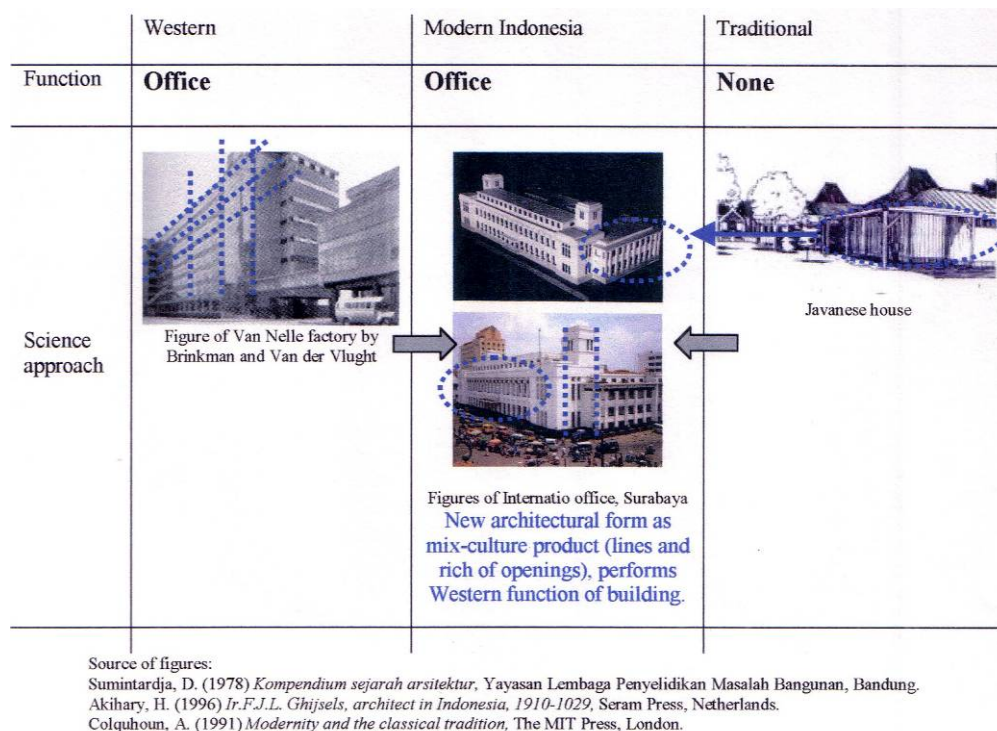 Western
Modern Indonesia
Traditional
Function
Office
Office
None
Science
approach
Figure of Van Nelle factory by
Brinkman and Van der Vlught
Javanese house
Figures of Internatio office, Surabaya
New architectural form as
mix-culture product (lines and
rich of openings), performs
Western function of building.
Source of figures:
Sumintardja, D. (1978) Kompendium sejarah arsitektur, Yayasan Lembaga Penyelidikan Masalah Bangunan, Bandung.
Akihary, H. (1996) Ir.F.J.L. Ghijsels, architect in Indonesia, 1910-1029, Seram Press, Netherlands.
Colquhoun, A. (1991) Modernity and the classical tradition, The MIT Press, London.